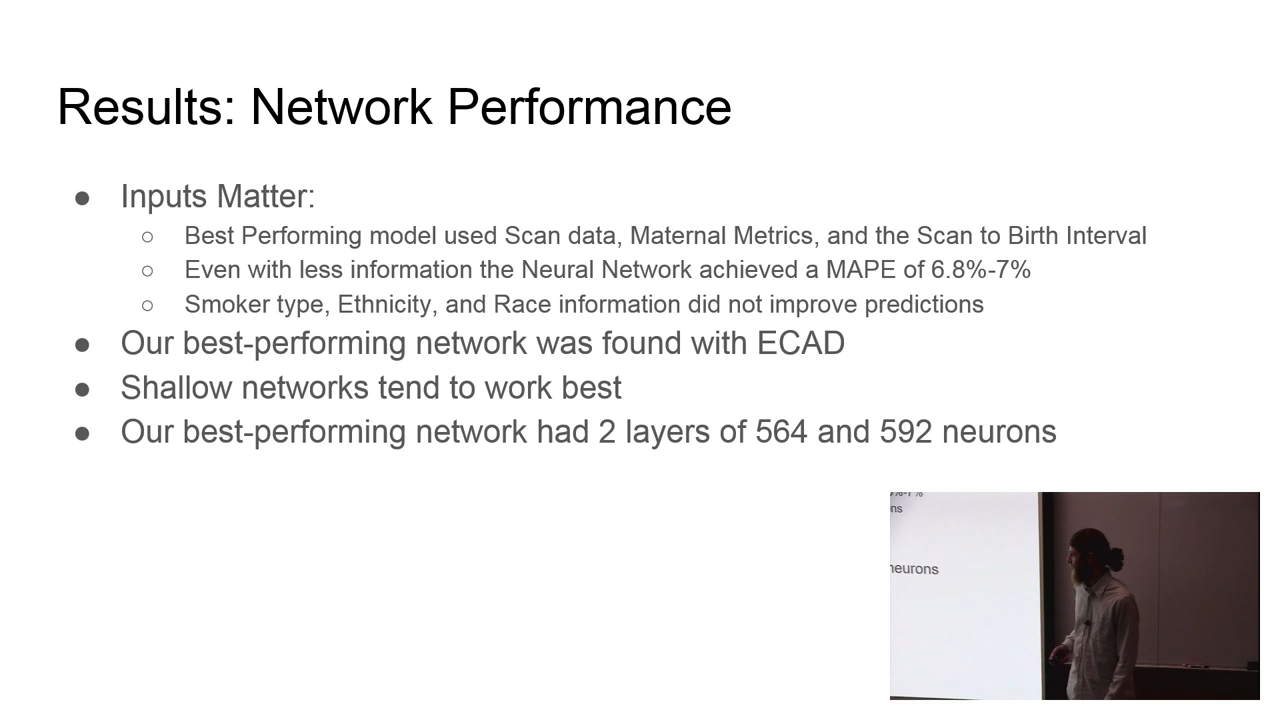 Results: Network Performance
● Inputs Matter:
○ Best Performing model used Scan data, Maternal Metrics, and the Scan to Birth Interval
○ Even with less information the Neural Network achieved a MAPE of 6.8%-7%
○ Smoker type, Ethnicity, and Race information did not improve predictions
● Our best-performing network was found with ECAD
● Shallow networks tend to work best
● Our best-performing network had 2 layers of 564 and 592 neurons
%-7%
ns
neurons